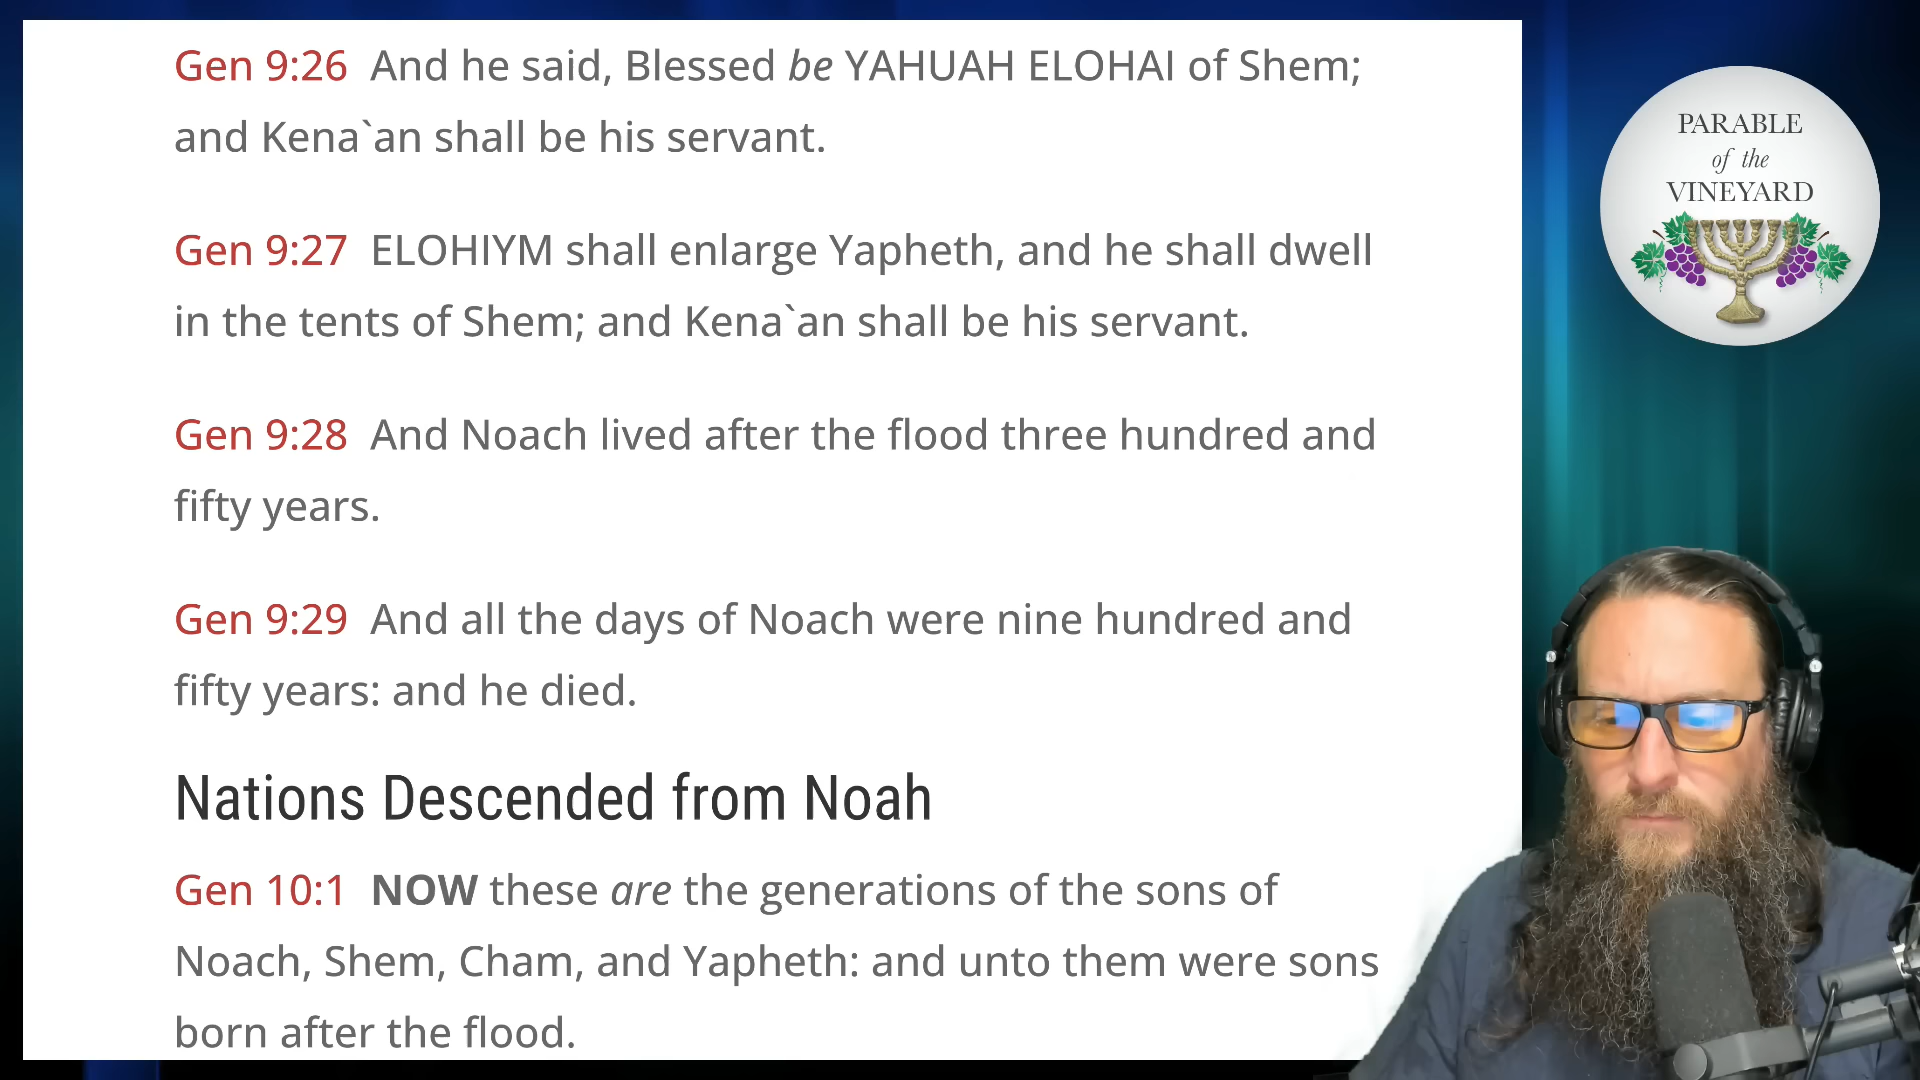 Gen 9:26 And he said, Blessed be YAHUAH ELOHAI of Shem;
and Kena`an shall be his servant.
Gen 9:27 ELOHIYM shall enlarge Yapheth, and he shall dwell
in the tents of Shem; and Kena`an shall be his servant.
Gen 9:28 And Noach lived after the flood three hundred and
fifty years.
Gen 9:29 And all the days of Noach were nine hundred and
fifty years: and he died.
Nations Descended from Noah
Gen 10:1 NOW these are the generations of the sons of
Noach, Shem, Cham, and Yapheth: and unto them were sons
born after the flood.
PARABLE
of the
VINEYARD